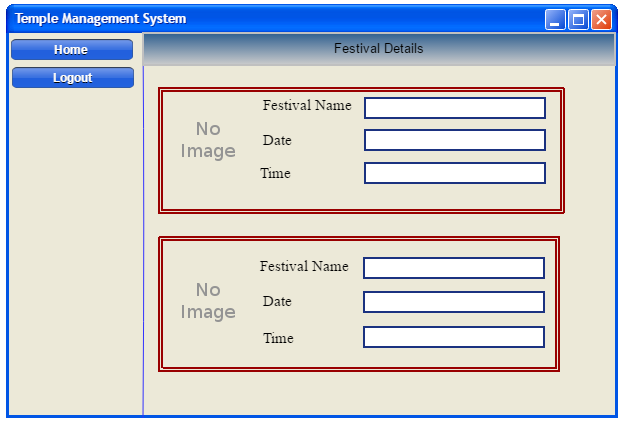 Temple Management System
Home
Logout
Festival Details
No
Image
Festival Name
Date
Time
No
Image
Festival Name
Date
Time